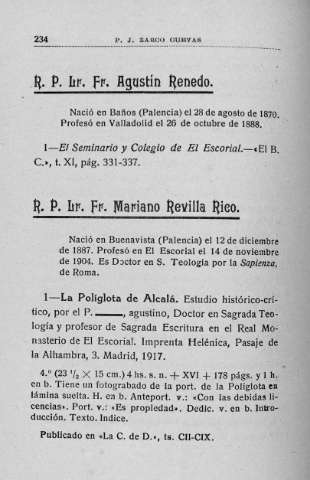 234 P. J. ZARCO CUEVAS
R. P. Lr. Fr. Agustín Renedo.
Nació en Baños (Palencia) el 28 de agosto de 1870.
Profesó en Valladolid el 26 de octubre de 1888.
1—El Seminario y Colegio de El Escorial.—«El B.
C.», t. XI, pág. 331-337.
R. P. Lr. Fr. Mariano Revilla Rico.
Nació en Buenavista (Palencia) el 12 de diciembre
de 1887. Profesó en El Escorial el 14 de noviembre
de 1904. Es Doctor en S. Teología por la Sapienza,
de Roma.
1—La Políglota de Alcalá. Estudio histórico-crí-
tico, por el P. ———, agustino, Doctor en Sagrada Teo-
logía y profesor de Sagrada Escritura en el Real Mo-
nasterio de El Escorial. Imprenta Helénica, Pasaje de
la Alhambra, 3. Madrid, 1917.
4.º (23 1/2 × 15 cm.) 4 hs. s. n. + XVI + 178 págs. y 1 h.
en b. Tiene un fotograbado de la port. de la Políglota en
lámina suelta. H. en b. Anteport. v.: «Con las debidas li-
cencias». Port. v.: «Es propiedad». Dedic. v. en b. Intro-
ducción. Texto. Indice.
Publicado en «La C. de D.», ts. CII-CIX.